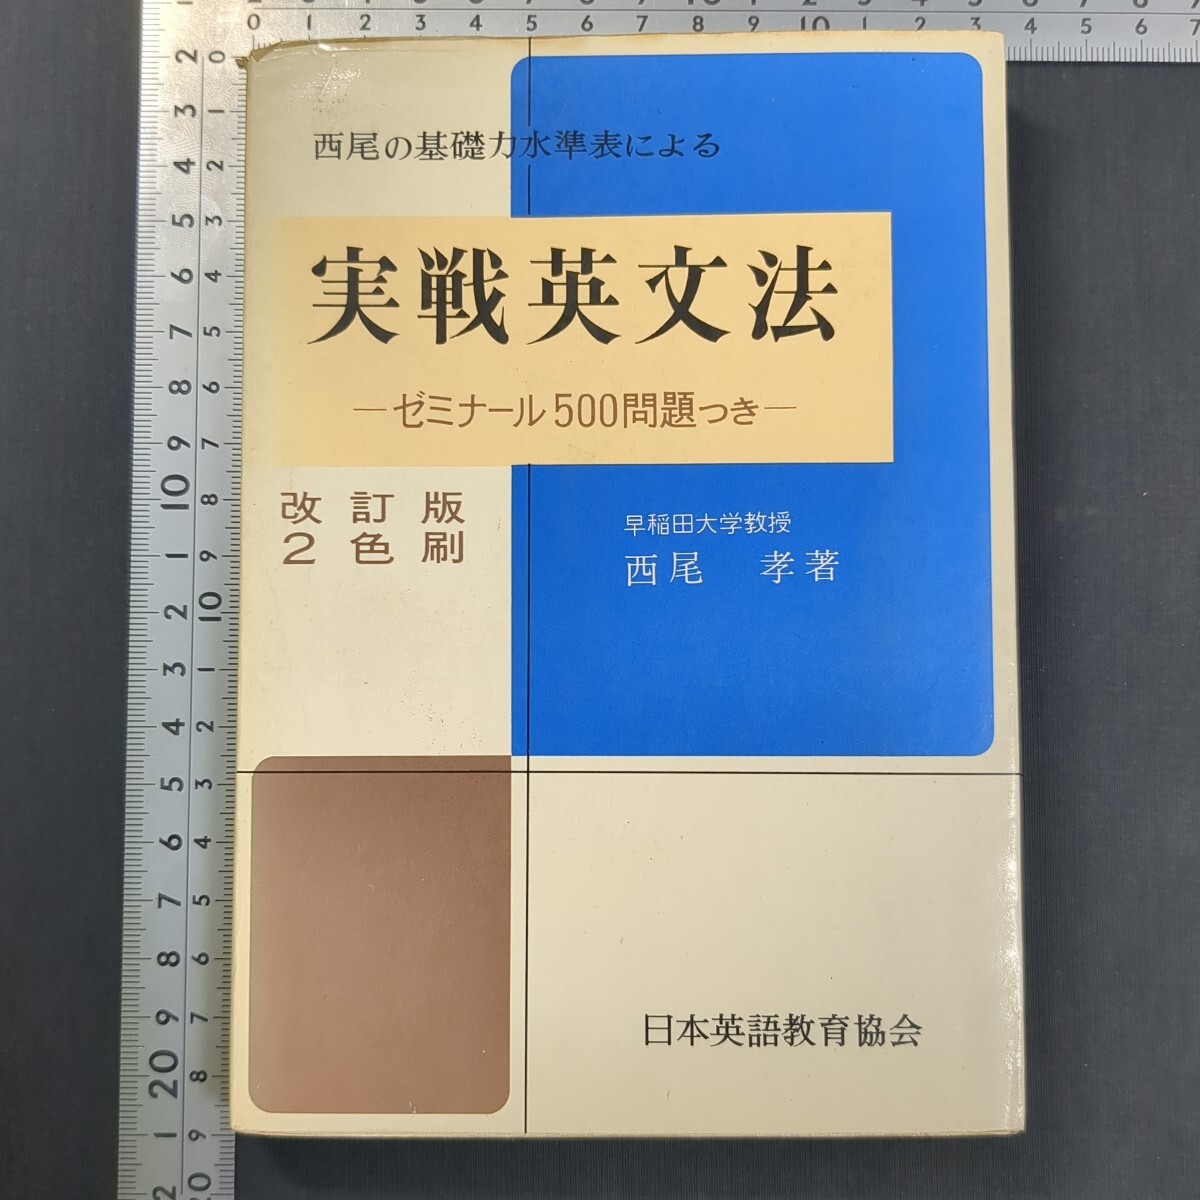 西尾の基礎力水準表による
実戦英文法
―ゼミナール500問題つき―
改訂版
2色刷
早稲田大学教授
西尾 孝著
日本英語教育協会